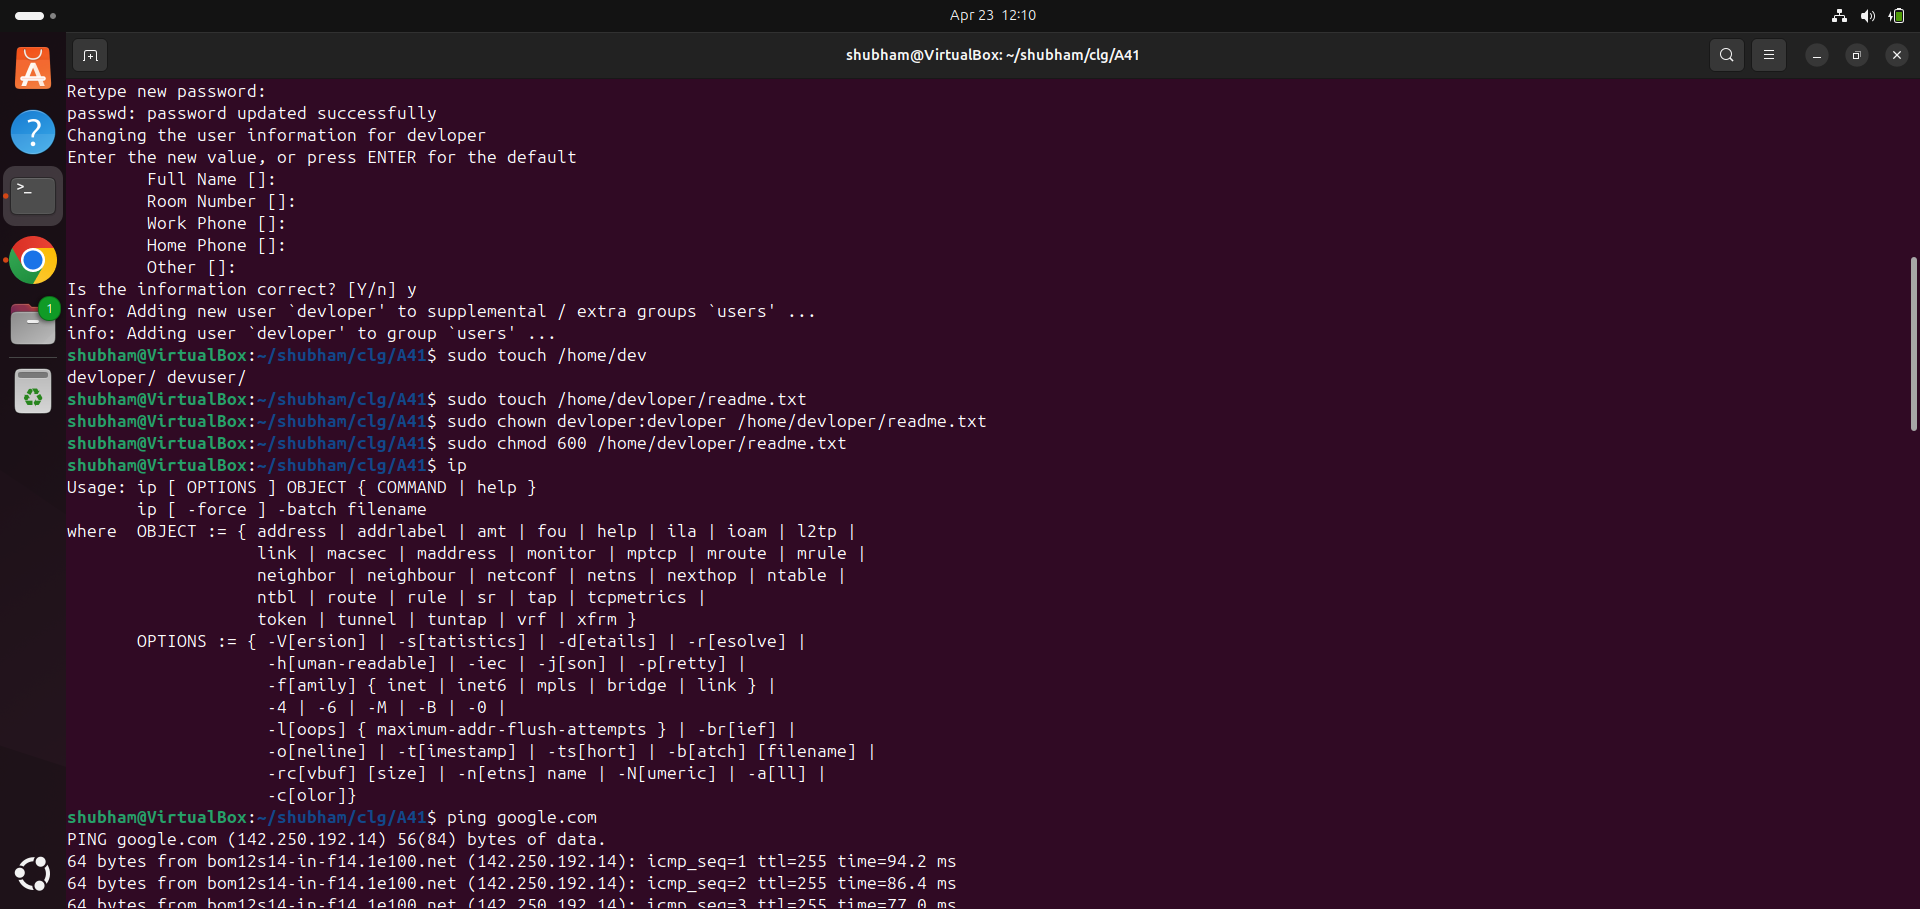 Apr 23 12:10
shubham@VirtualBox: ~/shubham/clg/A41
Retype new password:
passwd: password updated successfully
Changing the user information for devloper
Enter the new value, or press ENTER for the default
Full Name []:
Room Number []:
Work Phone []:
Home Phone []:
Other []:
Is the information correct? [Y/n] y
info: Adding new user `devloper' to supplemental / extra groups `users' ...
info: Adding user `devloper' to group `users' ...
shubham@VirtualBox:~/shubham/clg/A41$ sudo touch /home/dev
devloper/ devuser/
shubham@VirtualBox:~/shubham/clg/A41$ sudo touch /home/devloper/readme.txt
shubham@VirtualBox:~/shubham/clg/A41$ sudo chown devloper:devloper /home/devloper/readme.txt
shubham@VirtualBox:~/shubham/clg/A41$ sudo chmod 600 /home/devloper/readme.txt
shubham@VirtualBox:~/shubham/clg/A41$ ip
Usage: ip [ OPTIONS ] OBJECT { COMMAND | help }
ip [ -force ] -batch filename
where OBJECT := { address | addrlabel | amt | fou | help | ila | ioam | l2tp |
link | macsec | maddress | monitor | mptcp | mroute | mrule |
neighbor | neighbour | netconf | netns | nexthop | ntable |
ntbl | route | rule | sr | tap | tcpmetrics |
token | tunnel | tuntap | vrf | xfrm }
OPTIONS := { -V[ersion] | -s[tatistics] | -d[etails] | -r[esolve] |
-h[uman-readable] | -iec | -j[son] | -p[retty] |
-f[amily] { inet | inet6 | mpls | bridge | link } |
-4 | -6 | -M | -B | -0 |
-l[oops] { maximum-addr-flush-attempts } | -br[ief] |
-o[neline] | -t[imestamp] | -ts[hort] | -b[atch] [filename] |
-rc[vbuf] [size] | -n[etns] name | -N[umeric] | -a[ll] |
-c[olor]}
shubham@VirtualBox:~/shubham/clg/A41$ ping google.com
PING google.com (142.250.192.14) 56(84) bytes of data.
64 bytes from bom12s14-in-f14.1e100.net (142.250.192.14): icmp_seq=1 ttl=255 time=94.2 ms
64 bytes from bom12s14-in-f14.1e100.net (142.250.192.14): icmp_seq=2 ttl=255 time=86.4 ms
64 bytes from bom12s14-in-f14.1e100.net (142.250.192.14): icmp_seq=3 ttl=255 time=77.0 ms
1